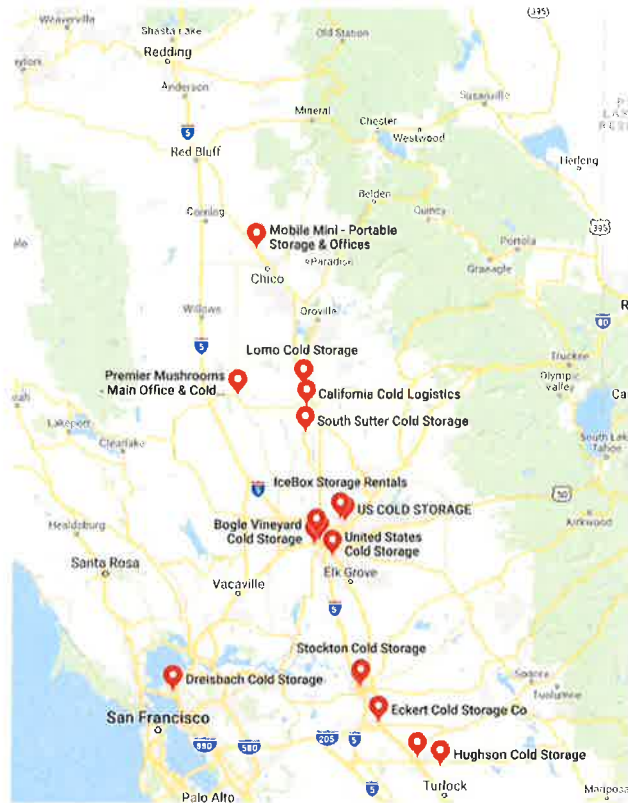 395
Weaverville
Shasta Lake
Old Station
Redding
Anderson
Susanville
Mineral
Chester
Westwood
5
Red Bluff
Herlong
Belden
Corning
Quincy
Mobile Mini - Portable
Storage & Offices
395
Portola
Paradise
Graeagle
Chico
Willows
Oroville
R
80
5
Lomo Cold Storage
Truckee
Premier Mushrooms
- Main Office & Cold...
Olympic
Valley
California Cold Logistics
Ca
South Sutter Cold Storage
Lakeport
Clearlake
South Lake
Tahoe
IceBox Storage Rentals
5
50
US COLD STORAGE
Bogle Vineyard
Cold Storage
Kirkwood
Healdsburg
United States
Cold Storage
Santa Rosa
Elk Grove
Vacaville
5
Stockton Cold Storage
Sonora
Dreisbach Cold Storage
Tuolumne
Eckert Cold Storage Co
San Francisco
980
580
205
5
Hughson Cold Storage
5
Turlock
Mariposa
Palo Alto